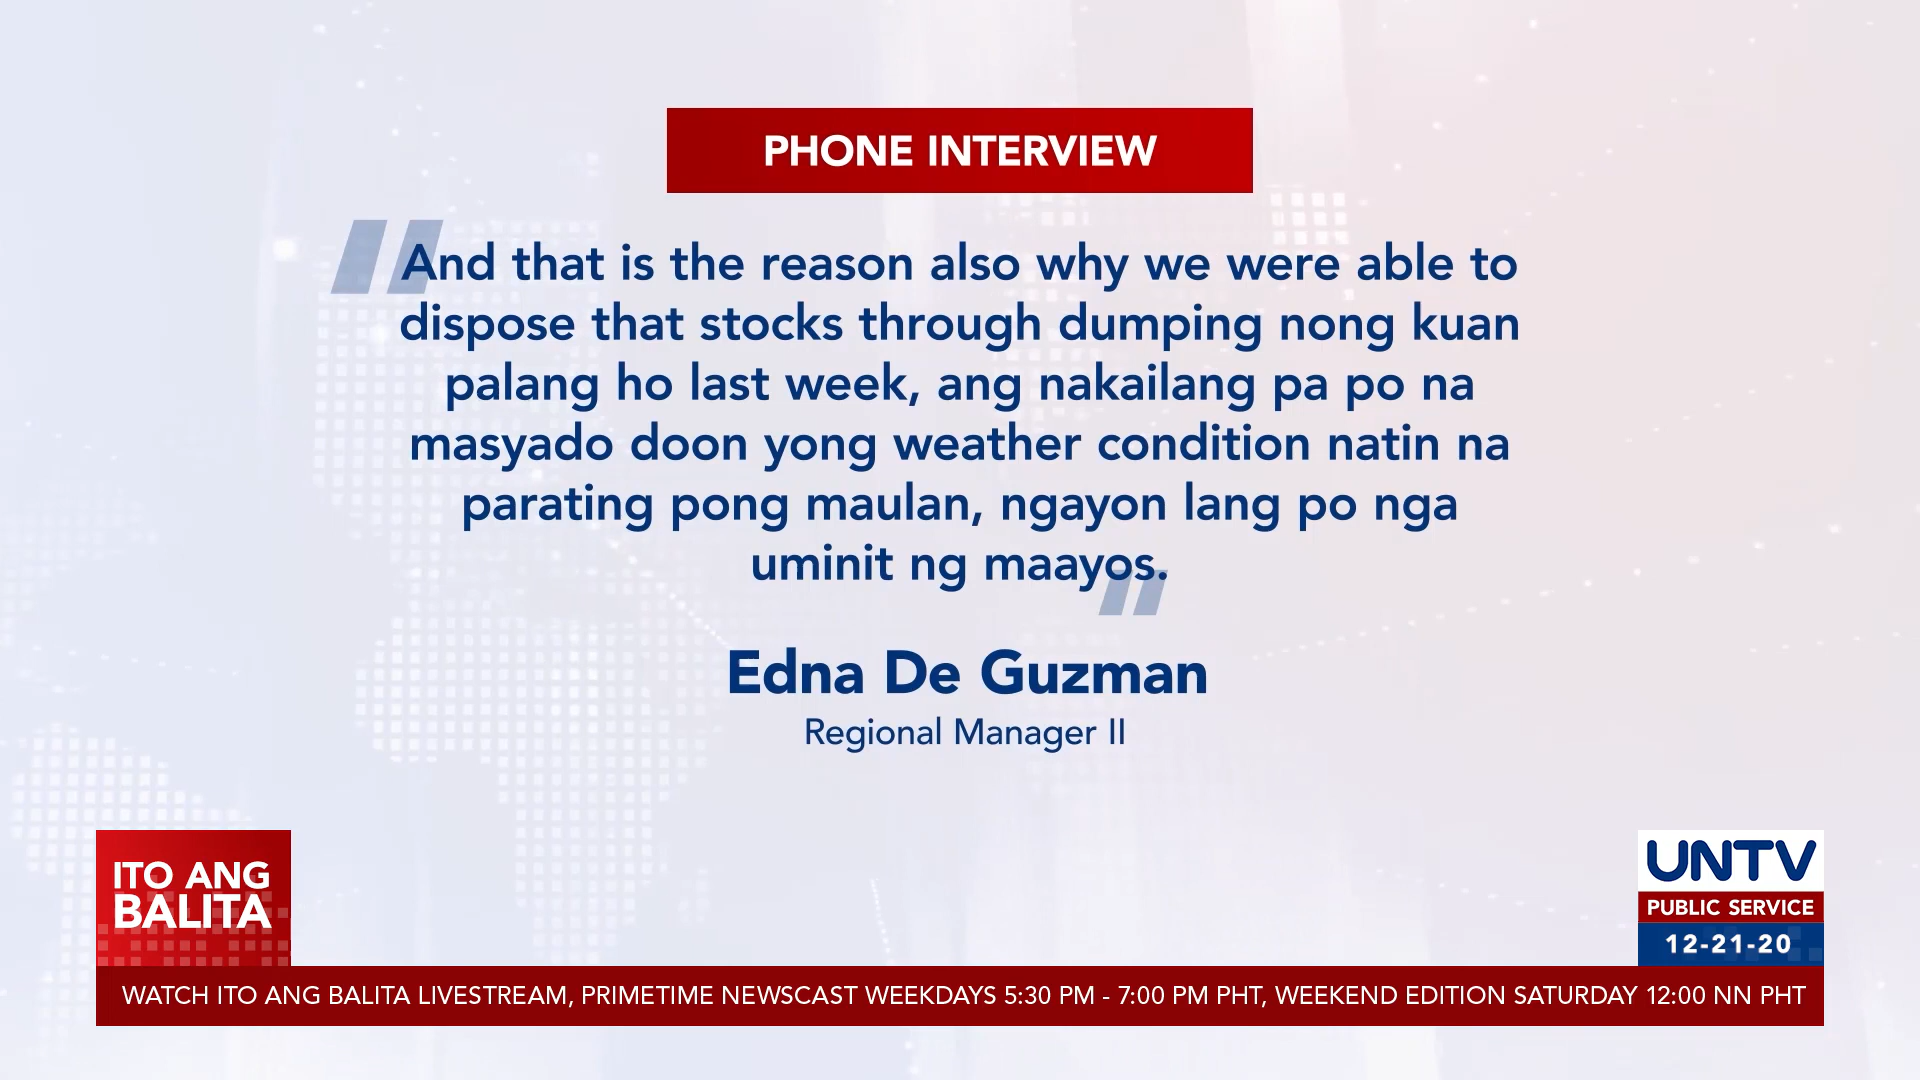 PHONE INTERVIEW
And that is the reason also why we were able to
dispose that stocks through dumping nong kuan
palang ho last week, ang nakailang pa po na
masyado doon yong weather condition natin na
parating pong maulan, ngayon lang po nga
uminit ng maayos.
Edna De Guzman
Regional Manager II
ITO ANG
BALITA
UNTV
PUBLIC SERVICE
12-21-20
WATCH ITO ANG BALITA LIVESTREAM, PRIMETIME NEWSCAST WEEKDAYS 5:30 PM - 7:00 PM PHT, WEEKEND EDITION SATURDAY 12:00 NN PHT